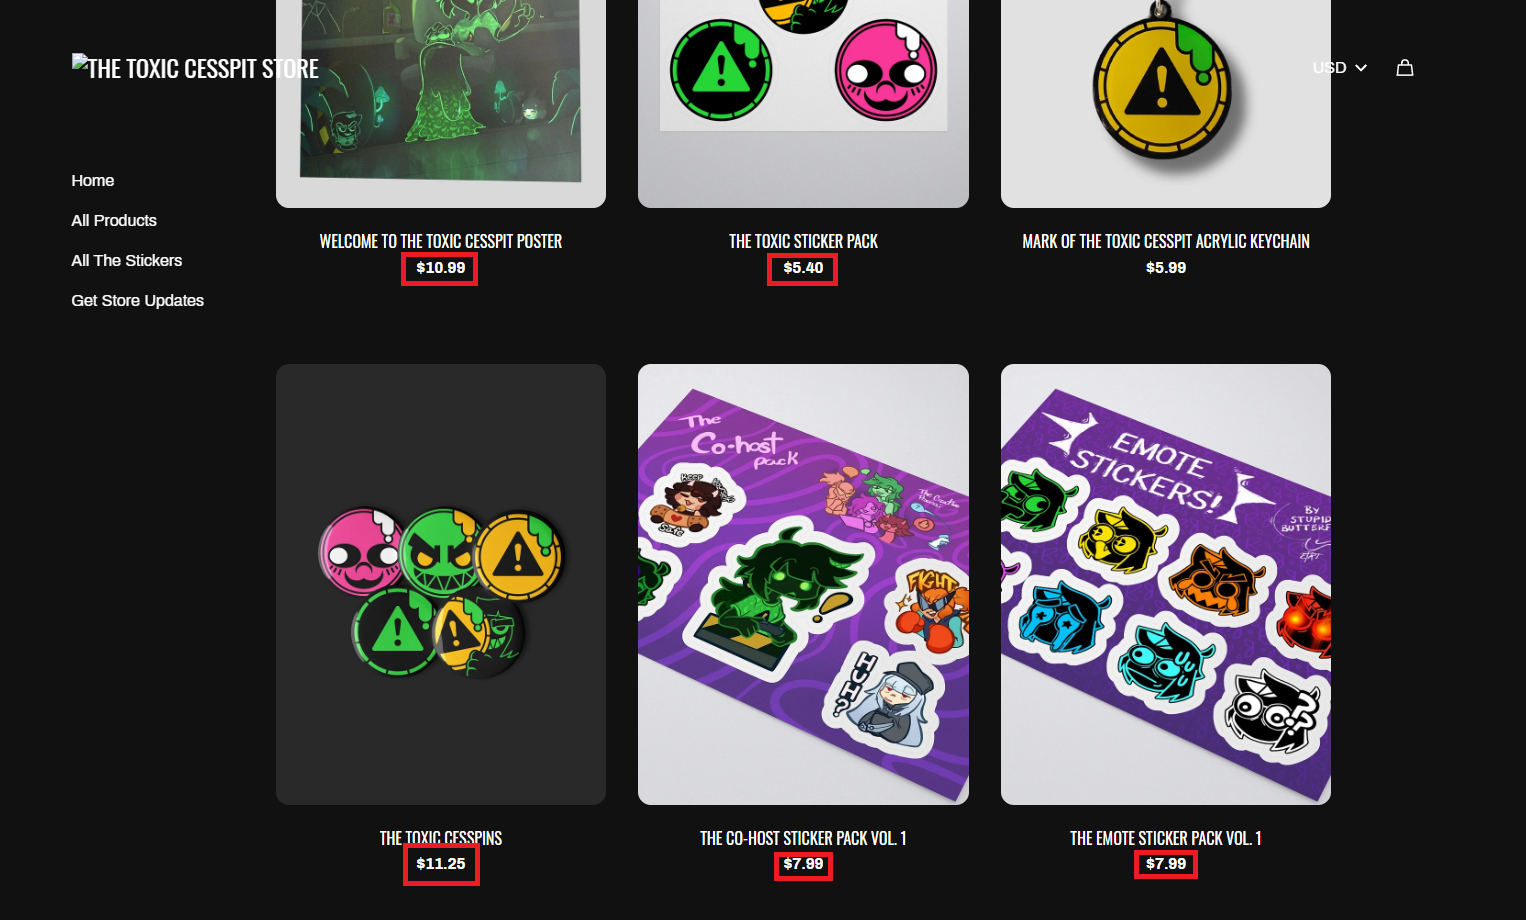 THE TOXIC CESSPIT STORE
USD
Home
All Products
All The Stickers
Get Store Updates
WELCOME TO THE TOXIC CESSPIT POSTER
$10.99
THE TOXIC STICKER PACK
$5.40
MARK OF THE TOXIC CESSPIT ACRYLIC KEYCHAIN
$5.99
The
Co-host
pack
KEEP
Safe
FIGHT
HUH?
EMOTE
STICKERS!
BY
STUPID
BUTTERF
??
THE TOXIC CESSPINS
$11.25
THE CO-HOST STICKER PACK VOL. 1
$7.99
THE EMOTE STICKER PACK VOL. 1
$7.99